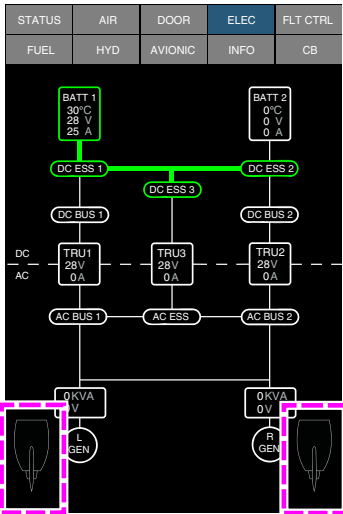 STATUS AIR DOOR ELEC FLT CTRL
FUEL HYD AVIONIC INFO CB
BATT 1 BATT 2
30°C 0°C
28 V 0 V
25 A 0 A
DC ESS 1 DC ESS 2
DC ESS 3
DC BUS 1 DC BUS 2
DC TRU1 TRU3 TRU2
28V 28V 28V
AC 0A 0A 0A
AC BUS 1 AC ESS AC BUS 2
0KVA 0KVA
V 0V
L R
GEN GEN